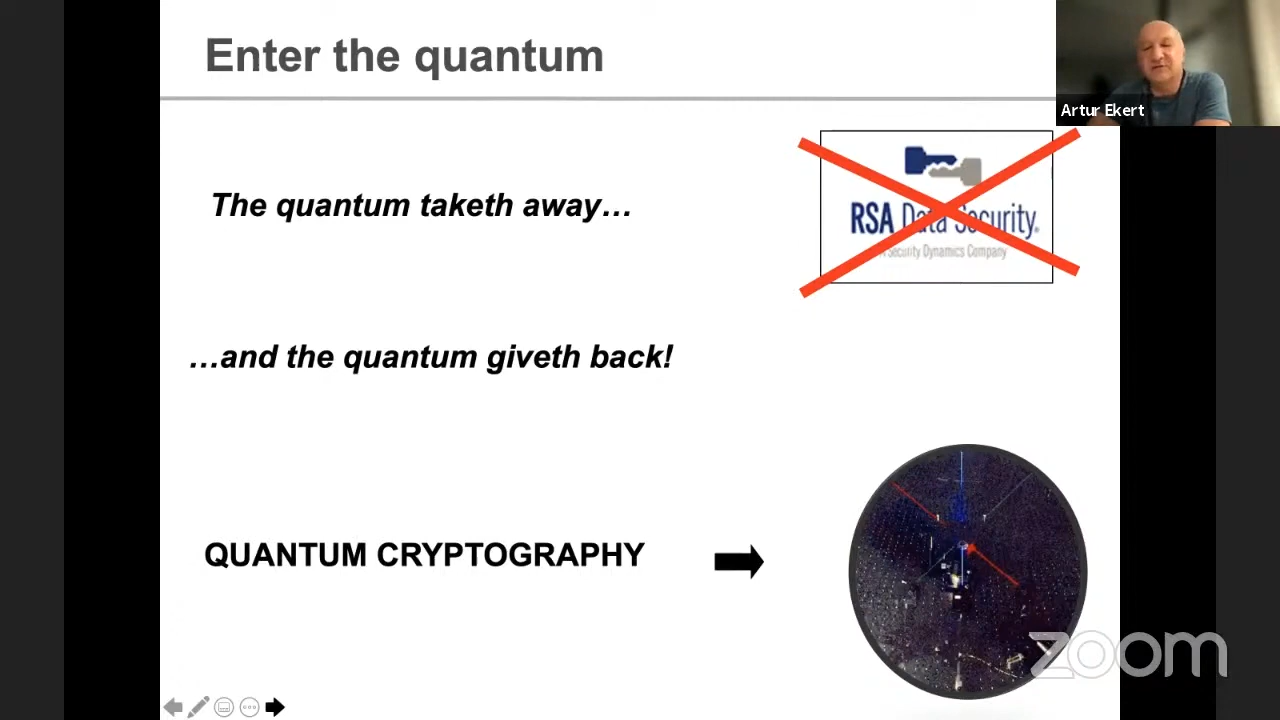 Enter the quantum
Artur Ekert
The quantum taketh away…
RSA Data Security.
Security Dynamics Company
…and the quantum giveth back!
QUANTUM CRYPTOGRAPHY
zoom